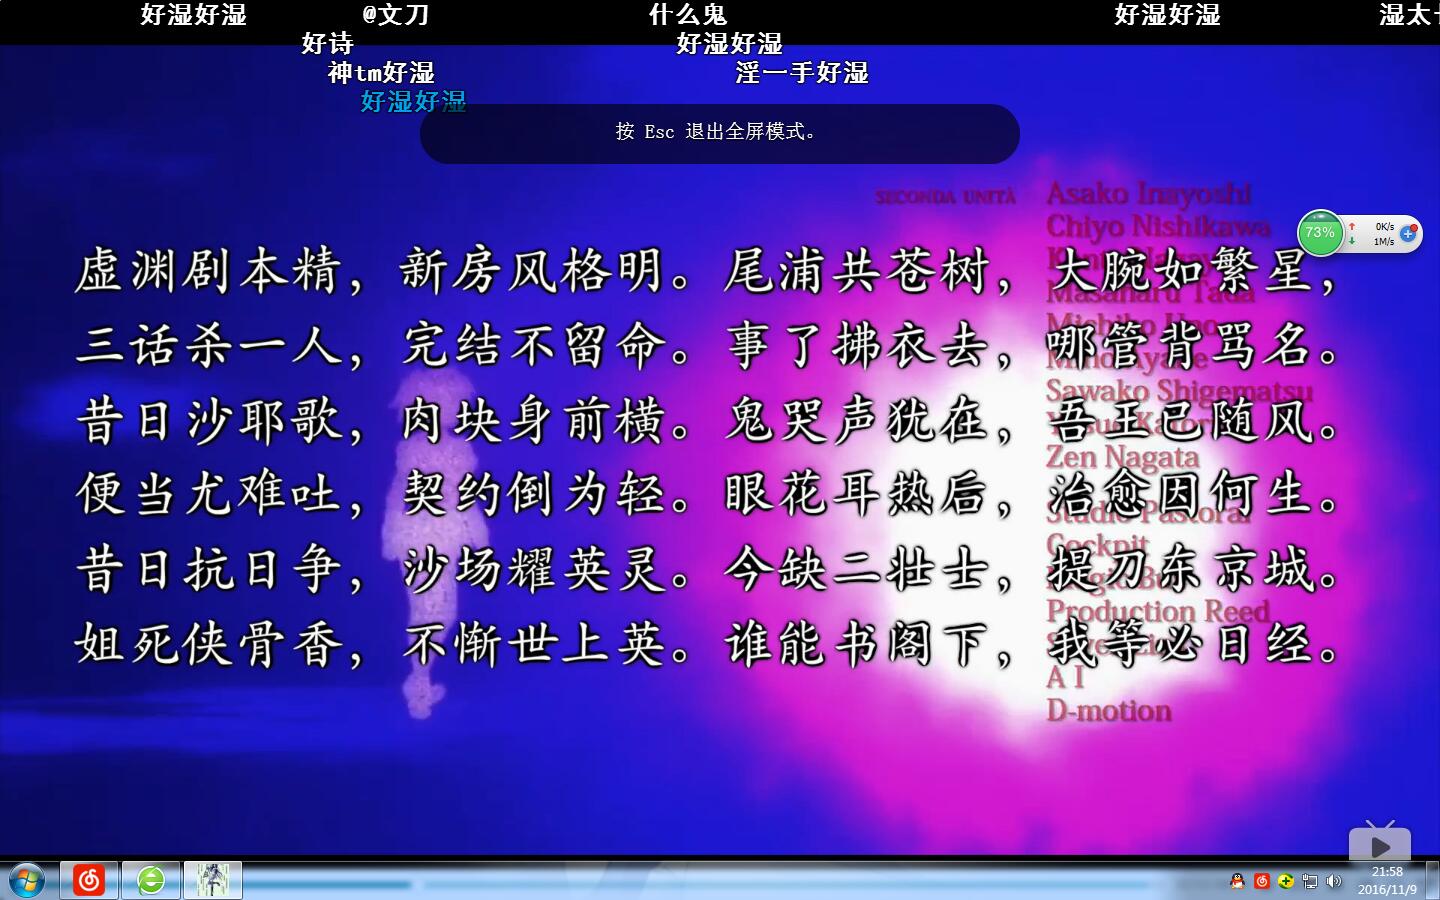 好湿好湿 @文刀 什么鬼 好湿好湿 湿太
好诗 好湿好湿
神tm好湿 淫一手好湿
好湿好湿
按 Esc 退出全屏模式。
SECONDA UNITÀ Asako Inayoshi
Chiyo Nishikawa
73% 0K/s
1M/s
虚渊剧本精，新房风格明。尾浦共苍树，大腕如繁星，
Masaharu Tada
三话杀一人，完结不留命。事了拂衣去，哪管背骂名。
Sawako Shigematsu
昔日沙耶歌，肉块身前横。鬼哭声犹在，吾王已随风。
Zen Nagata
便当尤难吐，契约倒为轻。眼花耳热后，治愈因何生。
Studio Pastoral
Cockpit
昔日抗日争，沙场耀英灵。今缺二壮士，提刀东京城。
Production Reed
姐死侠骨香，不惭世上英。谁能书阁下，我等必日经。
A I
D-motion
21:58
2016/11/9